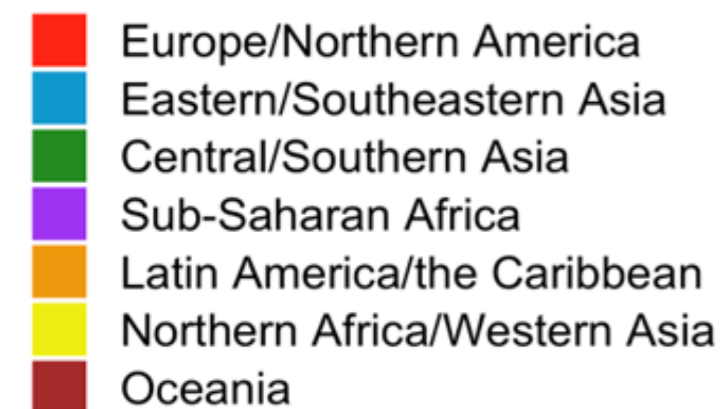 Europe/Northern America
Eastern/Southeastern Asia
Central/Southern Asia
Sub-Saharan Africa
Latin America/the Caribbean
Northern Africa/Western Asia
Oceania